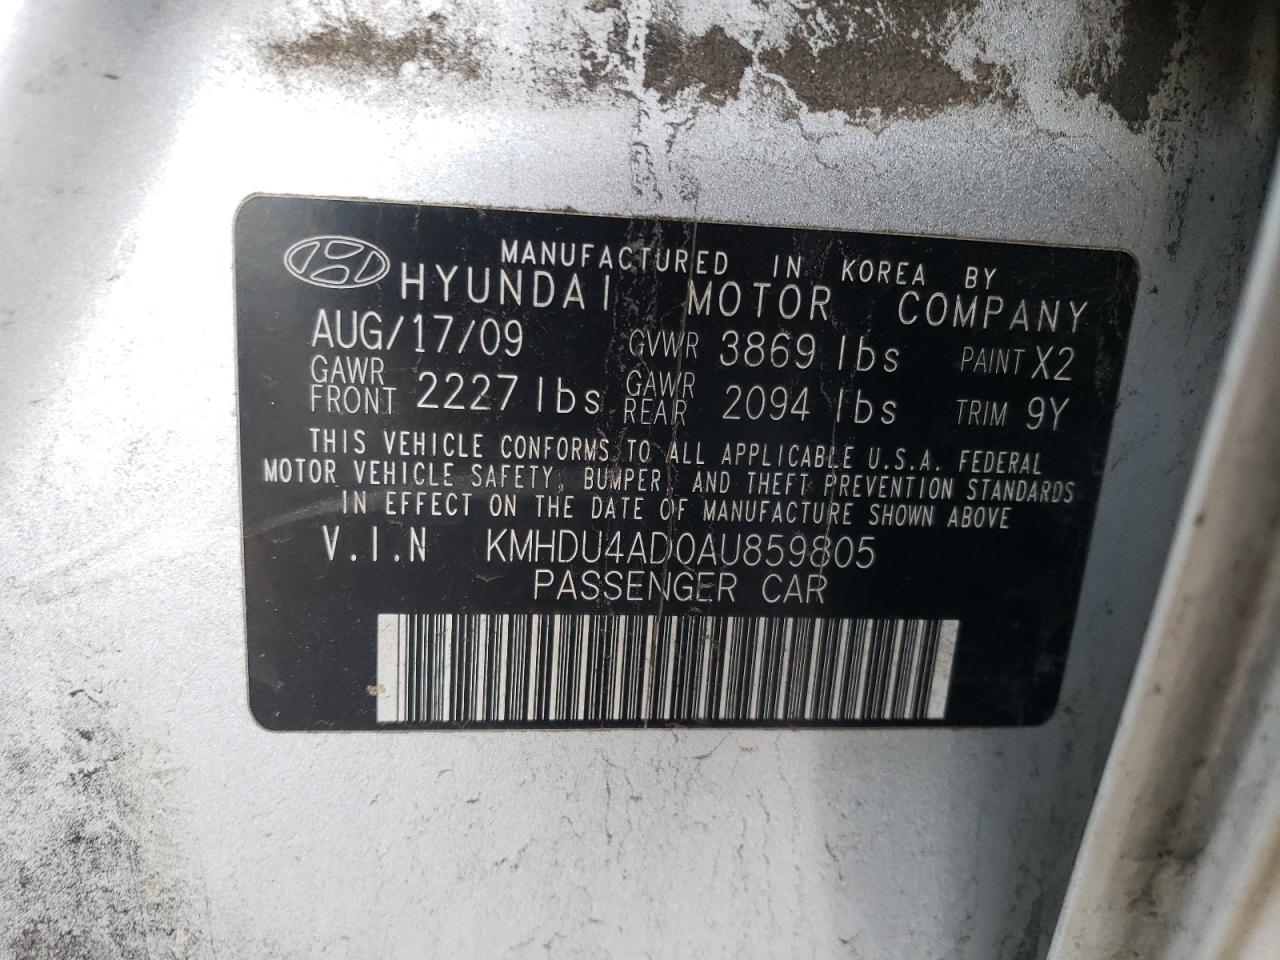 MANUFACTURED IN KOREA BY
HYUNDAI MOTOR COMPANY
AUG/17/09 GVWR 3869 lbs PAINT X2
GAWR FRONT 2227 lbs GAWR REAR 2094 lbs TRIM 9Y
THIS VEHICLE CONFORMS TO ALL APPLICABLE U.S.A. FEDERAL
MOTOR VEHICLE SAFETY, BUMPER, AND THEFT PREVENTION STANDARDS
IN EFFECT ON THE DATE OF MANUFACTURE SHOWN ABOVE
V.I.N KMHDU4AD0AU859805
PASSENGER CAR